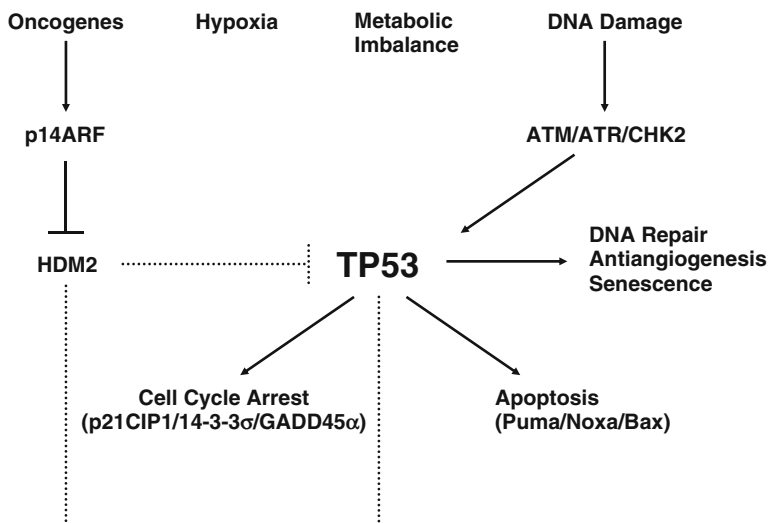 Oncogenes
Hypoxia
Metabolic
Imbalance
DNA Damage
p14ARF
ATM/ATR/CHK2
HDM2
TP53
DNA Repair
Antiangiogenesis
Senescence
Cell Cycle Arrest
(p21CIP1/14-3-3σ/GADD45α)
Apoptosis
(Puma/Noxa/Bax)